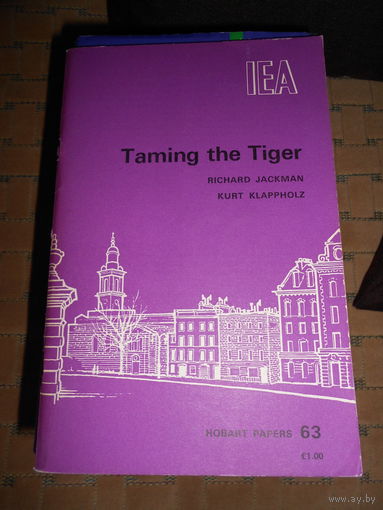 IEA
Taming the Tiger
RICHARD JACKMAN
KURT KLAPPHOLZ
HOBART PAPERS 63
£1.00
www.ay.by